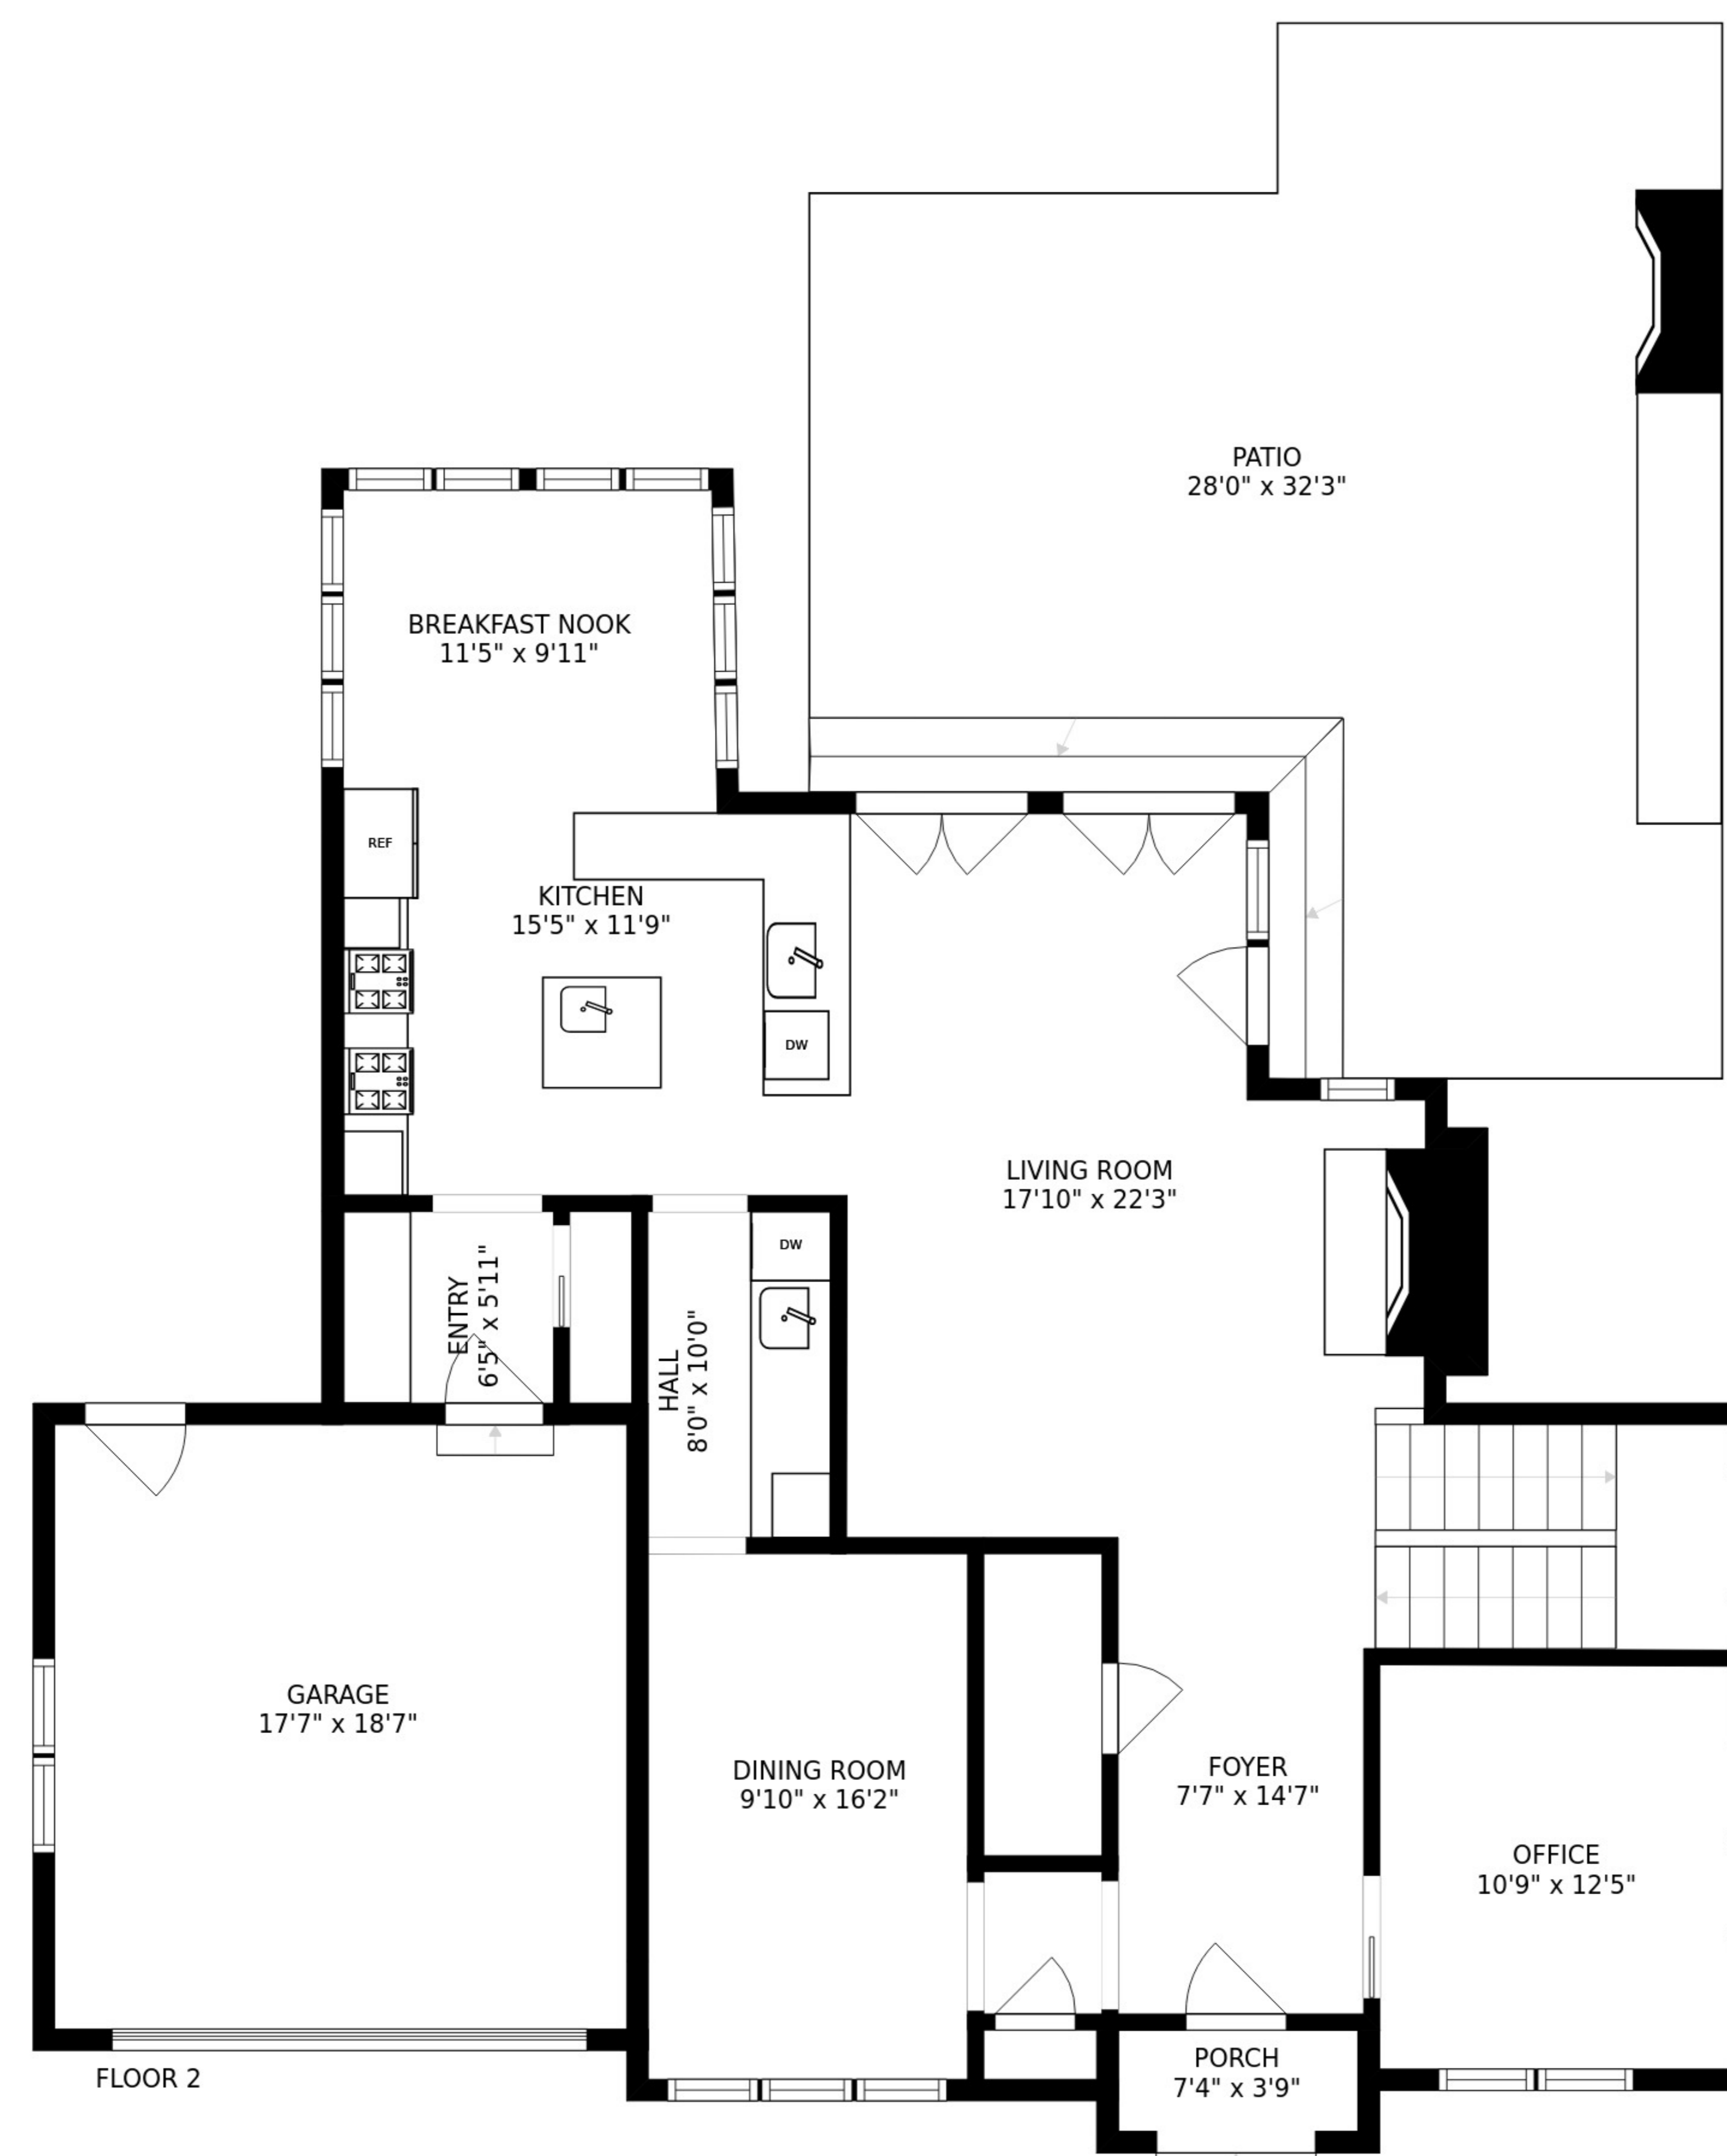 PATIO
28'0" x 32'3"
BREAKFAST NOOK
11'5" x 9'11"
REF
KITCHEN
15'5" x 11'9"
DW
LIVING ROOM
17'10" x 22'3"
DW
ENTRY
6'5" x 5'11"
HALL
8'0" x 10'0"
GARAGE
17'7" x 18'7"
DINING ROOM
9'10" x 16'2"
FOYER
7'7" x 14'7"
OFFICE
10'9" x 12'5"
PORCH
7'4" x 3'9"
FLOOR 2